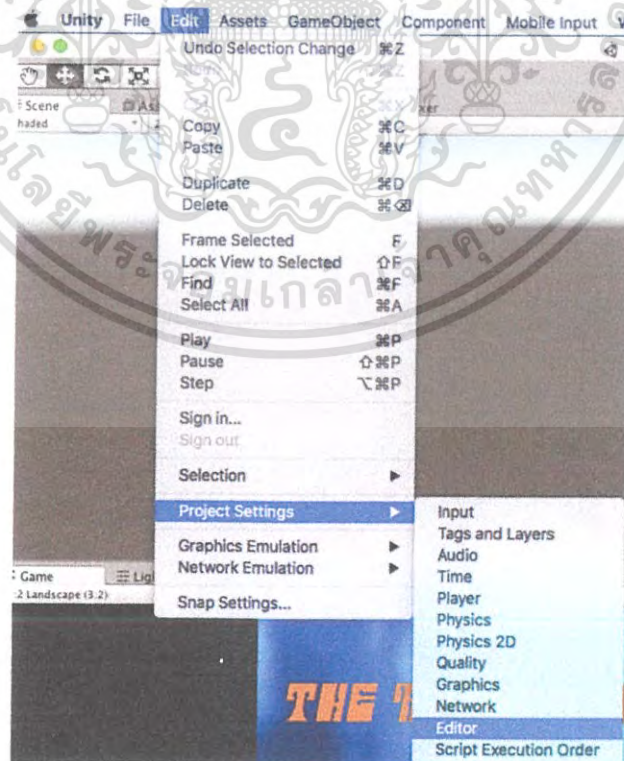 Unity File Edit Assets GameObject Component Mobile Input
Undo Selection Change ⌘Z
Scene
haded
Copy ⌘C
Paste ⌘V
Duplicate ⌘D
Delete ⌘⌫
Frame Selected F
Lock View to Selected ⇧F
Find ⌘F
Select All ⌘A
Play ⌘P
Pause ⇧⌘P
Step ⌥⌘P
Sign in...
Sign out
Selection ▶
Project Settings ▶
Graphics Emulation ▶
Network Emulation ▶
Snap Settings...
Input
Tags and Layers
Audio
Time
Player
Physics
Physics 2D
Quality
Graphics
Network
Editor
Script Execution Order
Game
:2 Landscape (3:2)
THE